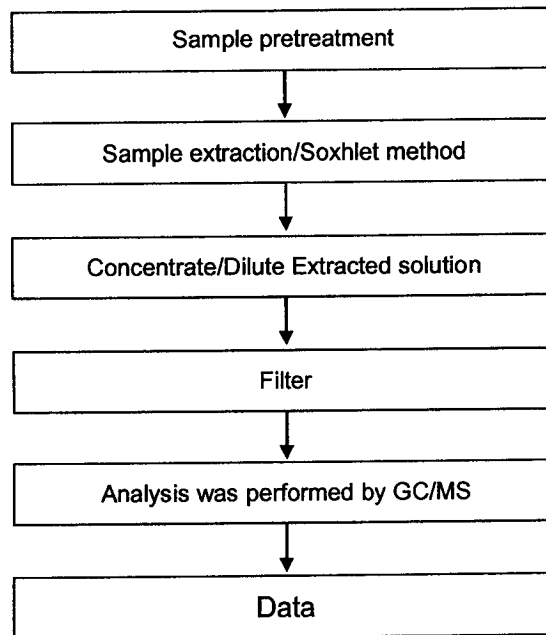 Sample pretreatment
Sample extraction/Soxhlet method
Concentrate/Dilute Extracted solution
Filter
Analysis was performed by GC/MS
Data